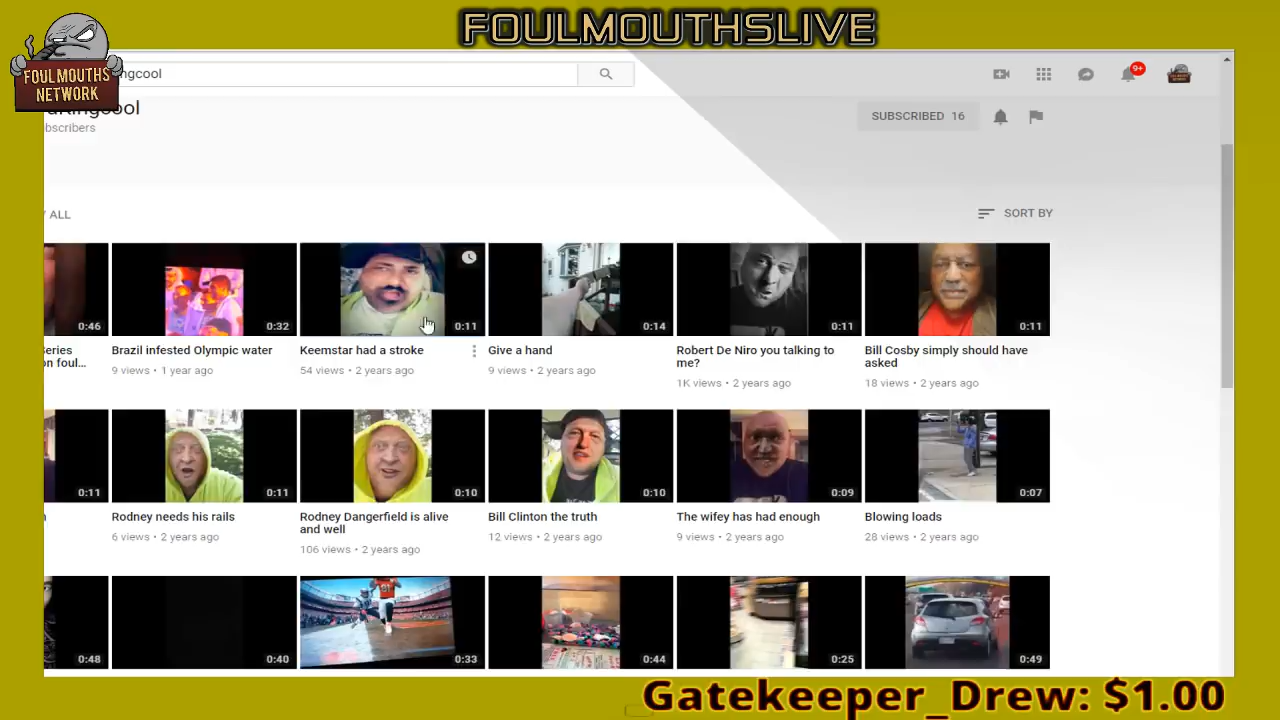 FOULMOUTHSLIVE
FOULMOUTHS
NETWORK
ngcool
9+
bscribers
SUBSCRIBED 16
ALL
SORT BY
0:46
0:32
0:11
0:14
0:11
0:11
Series
on foul...
Brazil infested Olympic water
9 views • 1 year ago
Keemstar had a stroke
54 views • 2 years ago
Give a hand
9 views • 2 years ago
Robert De Niro you talking to
me?
1K views • 2 years ago
Bill Cosby simply should have
asked
18 views • 2 years ago
0:11
0:11
0:10
0:10
0:09
0:07
Rodney needs his rails
6 views • 2 years ago
Rodney Dangerfield is alive
and well
106 views • 2 years ago
Bill Clinton the truth
12 views • 2 years ago
The wifey has had enough
9 views • 2 years ago
Blowing loads
28 views • 2 years ago
0:48
0:40
0:33
0:44
0:25
0:49
Gatekeeper_Drew: $1.00